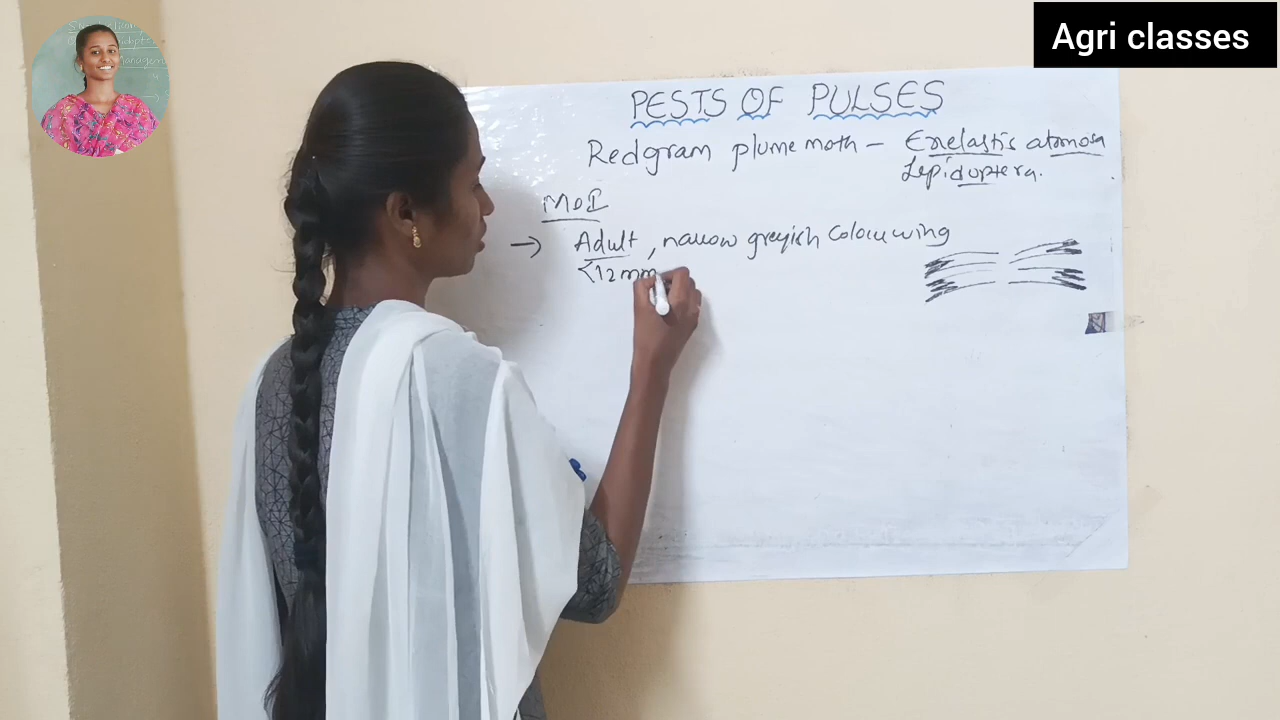 Agri classes
PESTS OF PULSES
Redgram plume moth - Exelastis atomosa
Lepidoptera.
MOI
→ Adult, narrow greyish colour wing
<12mm